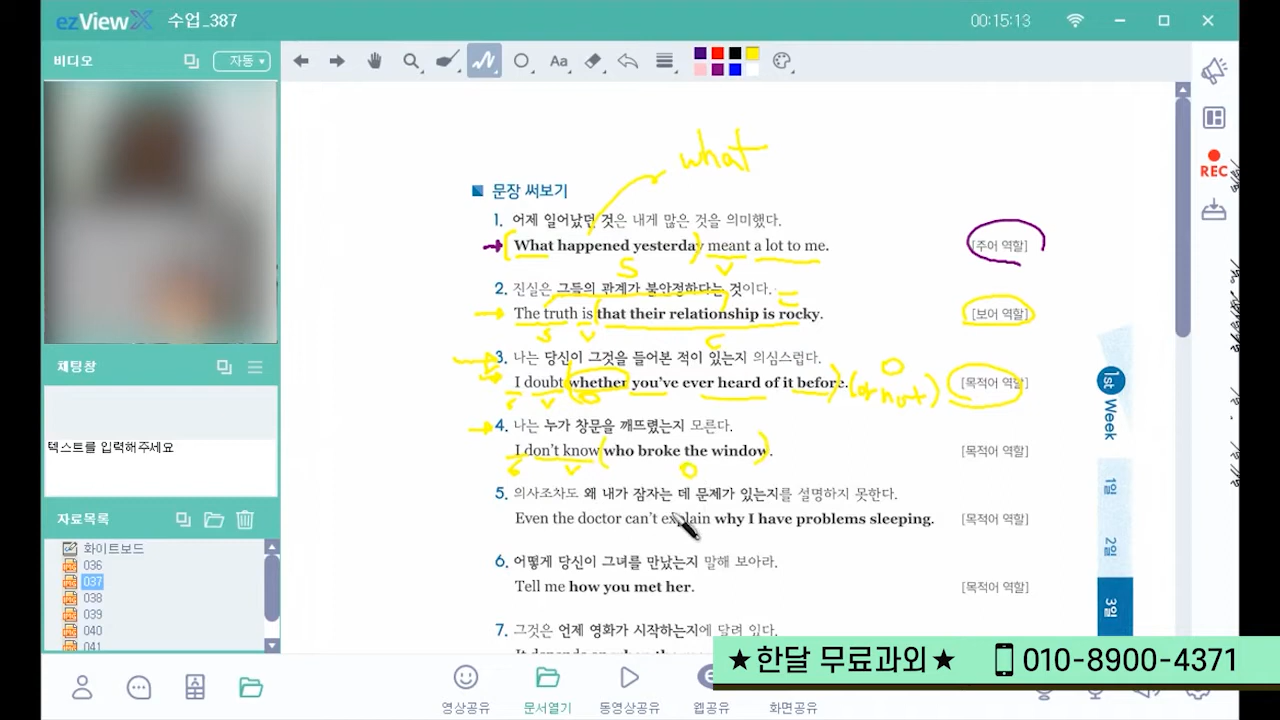 ezViewX 수업_387 00:15:13
비디오 자동
Aa
REC
what
문장 써보기
1. 어제 일어났던 것은 내게 많은 것을 의미했다.
What happened yesterday meant a lot to me. [주어 역할]
S V
2. 진실은 그들의 관계가 불안정하다는 것이다.
The truth is that their relationship is rocky. [보어 역할]
S V C
3. 나는 당신이 그것을 들어본 적이 있는지 의심스럽다.
I doubt whether you've ever heard of it before. (or not) [목적어 역할]
S V O
4. 나는 누가 창문을 깨뜨렸는지 모른다.
I don't know who broke the window. [목적어 역할]
S V O
5. 의사조차도 왜 내가 잠자는 데 문제가 있는지를 설명하지 못한다.
Even the doctor can't explain why I have problems sleeping. [목적어 역할]
6. 어떻게 당신이 그녀를 만났는지 말해 보아라.
Tell me how you met her. [목적어 역할]
7. 그것은 언제 영화가 시작하는지에 달려 있다.
1st Week
1일
2일
3일
채팅창
텍스트를 입력해주세요
자료목록
화이트보드
036
037
038
039
040
041
영상공유 문서열기 동영상공유 웹공유 화면공유
★한달 무료과외★ 010-8900-4371